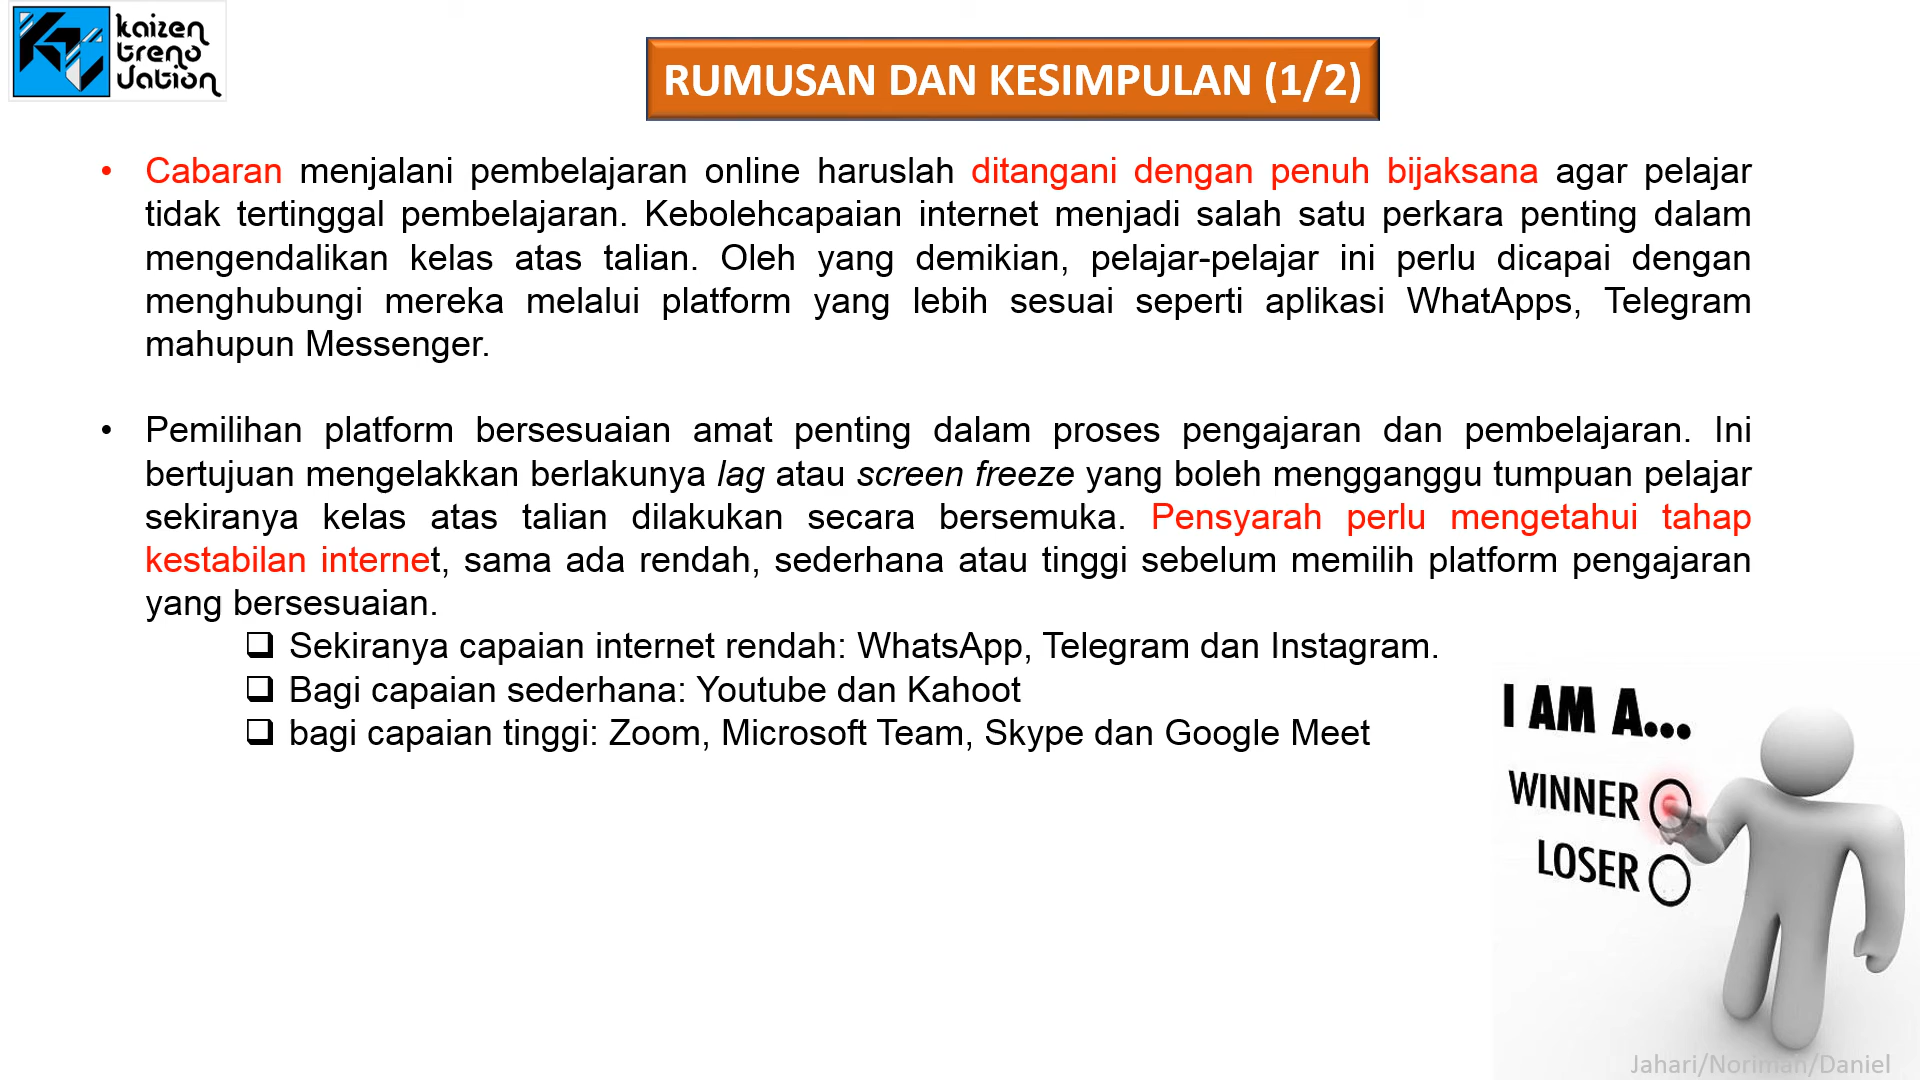 kaizen
trend
Vation
RUMUSAN DAN KESIMPULAN (1/2)
• Cabaran menjalani pembelajaran online haruslah ditangani dengan penuh bijaksana agar pelajar
tidak tertinggal pembelajaran. Kebolehcapaian internet menjadi salah satu perkara penting dalam
mengendalikan kelas atas talian. Oleh yang demikian, pelajar-pelajar ini perlu dicapai dengan
menghubungi mereka melalui platform yang lebih sesuai seperti aplikasi WhatApps, Telegram
mahupun Messenger.
• Pemilihan platform bersesuaian amat penting dalam proses pengajaran dan pembelajaran. Ini
bertujuan mengelakkan berlakunya lag atau screen freeze yang boleh mengganggu tumpuan pelajar
sekiranya kelas atas talian dilakukan secara bersemuka. Pensyarah perlu mengetahui tahap
kestabilan internet, sama ada rendah, sederhana atau tinggi sebelum memilih platform pengajaran
yang bersesuaian.
❑ Sekiranya capaian internet rendah: WhatsApp, Telegram dan Instagram.
❑ Bagi capaian sederhana: Youtube dan Kahoot
❑ bagi capaian tinggi: Zoom, Microsoft Team, Skype dan Google Meet
I AM A...
WINNER
LOSER
Jahari/Noriman/Daniel